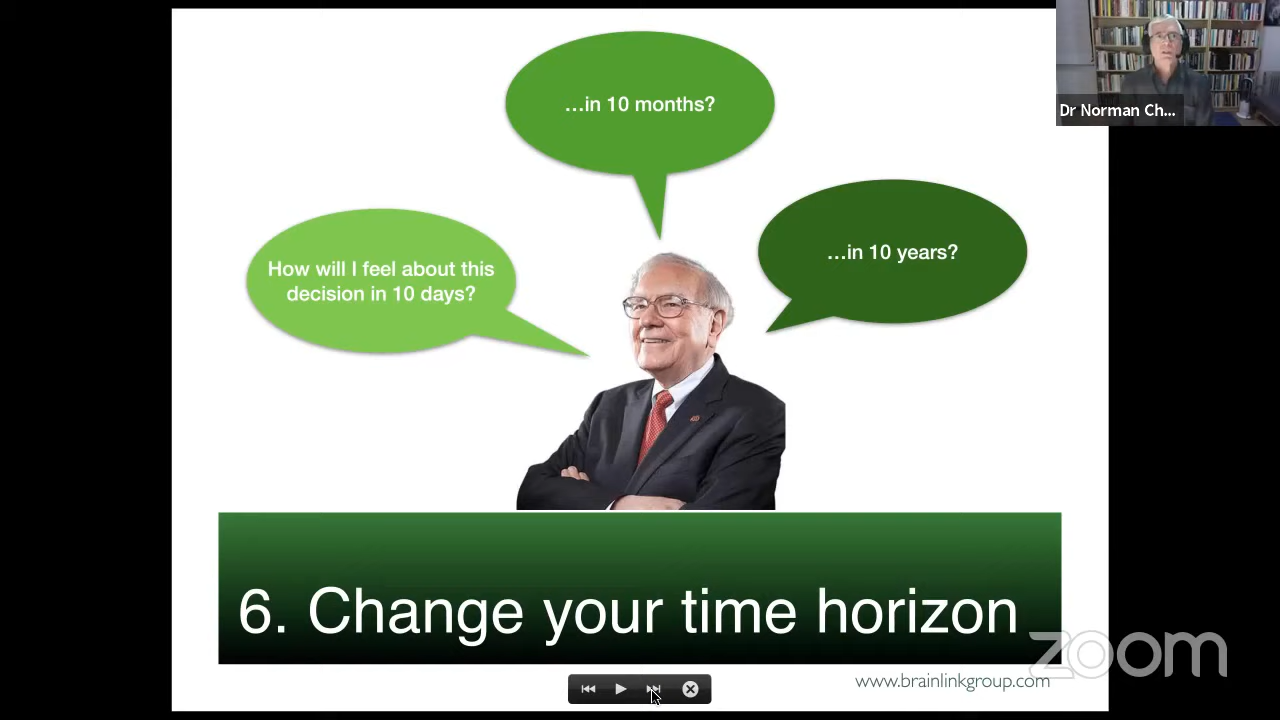 …in 10 months?
Dr Norman Ch...
…in 10 years?
How will I feel about this
decision in 10 days?
6. Change your time horizon
zoom
www.brainlinkgroup.com